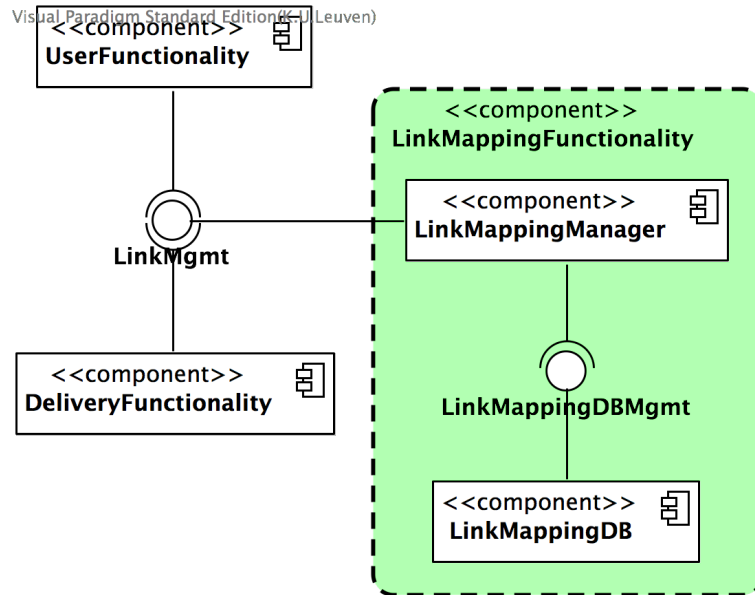 Visual Paradigm Standard Edition(K.U.Leuven)
<<component>>
UserFunctionality
<<component>>
LinkMappingFunctionality
<<component>>
LinkMappingManager
LinkMgmt
<<component>>
DeliveryFunctionality
LinkMappingDBMgmt
<<component>>
LinkMappingDB